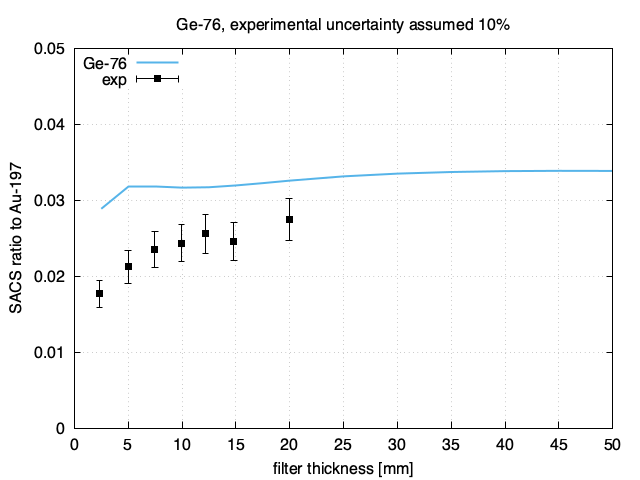 Ge-76, experimental uncertainty assumed 10%
0.05
Ge-76
exp
0.04
0.03
SACS ratio to Au-197
0.02
0.01
0
0 5 10 15 20 25 30 35 40 45 50
filter thickness [mm]